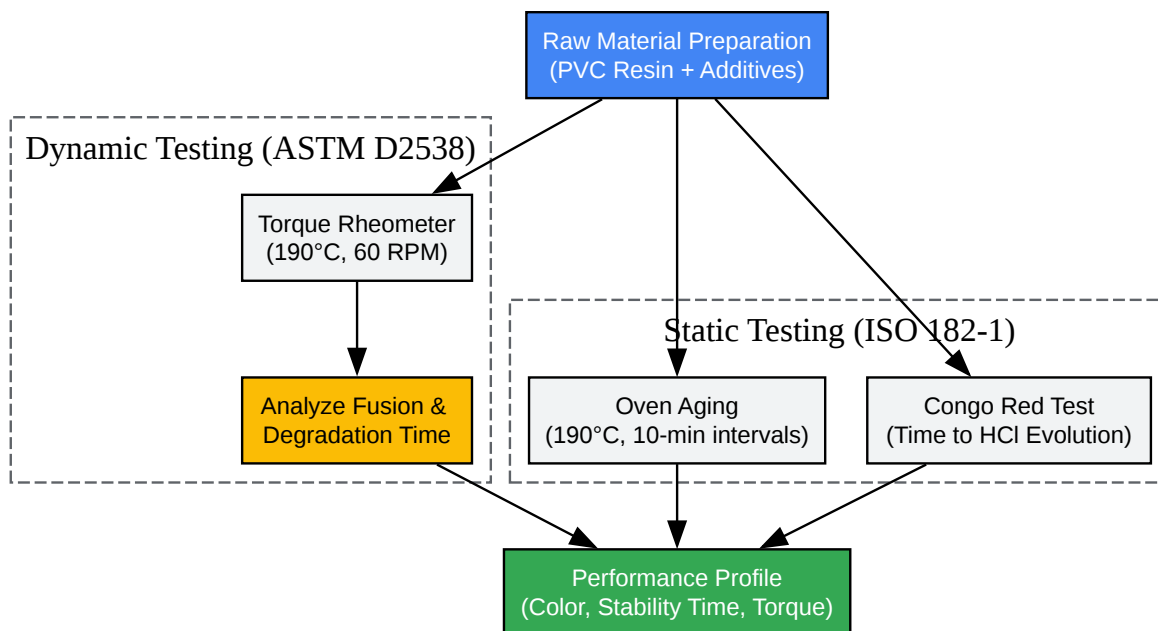 Raw Material Preparation
(PVC Resin + Additives)
Dynamic Testing (ASTM D2538)
Torque Rheometer
(190°C, 60 RPM)
Static Testing (ISO 182-1)
Analyze Fusion &
Degradation Time
Oven Aging
(190°C, 10-min intervals)
Congo Red Test
(Time to HCl Evolution)
Performance Profile
(Color, Stability Time, Torque)